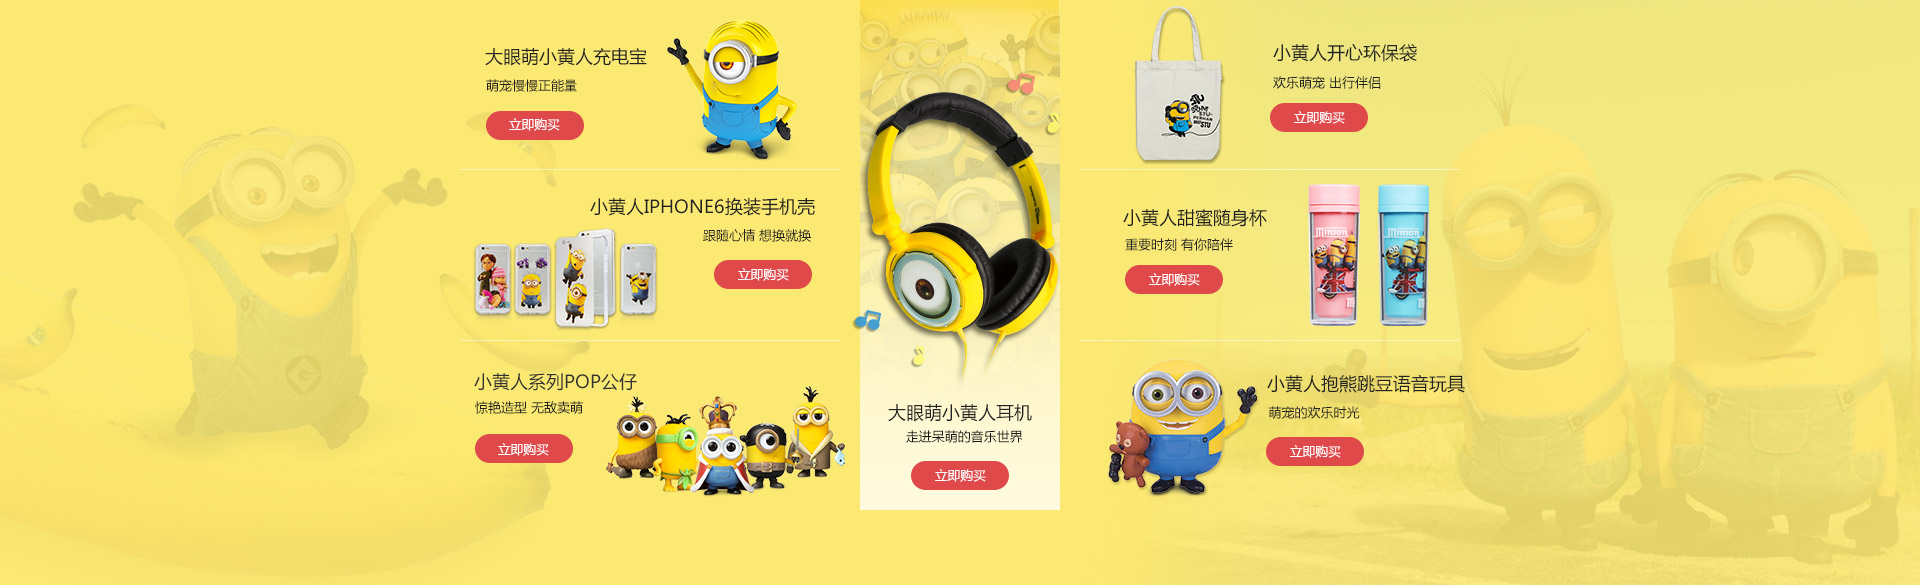 大眼萌小黄人充电宝
萌宠慢慢正能量
立即购买
小黄人IPHONE6换装手机壳
跟随心情 想换就换
立即购买
小黄人系列POP公仔
惊艳造型 无敌卖萌
立即购买
大眼萌小黄人耳机
走进呆萌的音乐世界
立即购买
小黄人开心环保袋
欢乐萌宠 出行伴侣
立即购买
小黄人甜蜜随身杯
重要时刻 有你陪伴
立即购买
minion
minion
小黄人抱熊跳豆语音玩具
萌宠的欢乐时光
立即购买